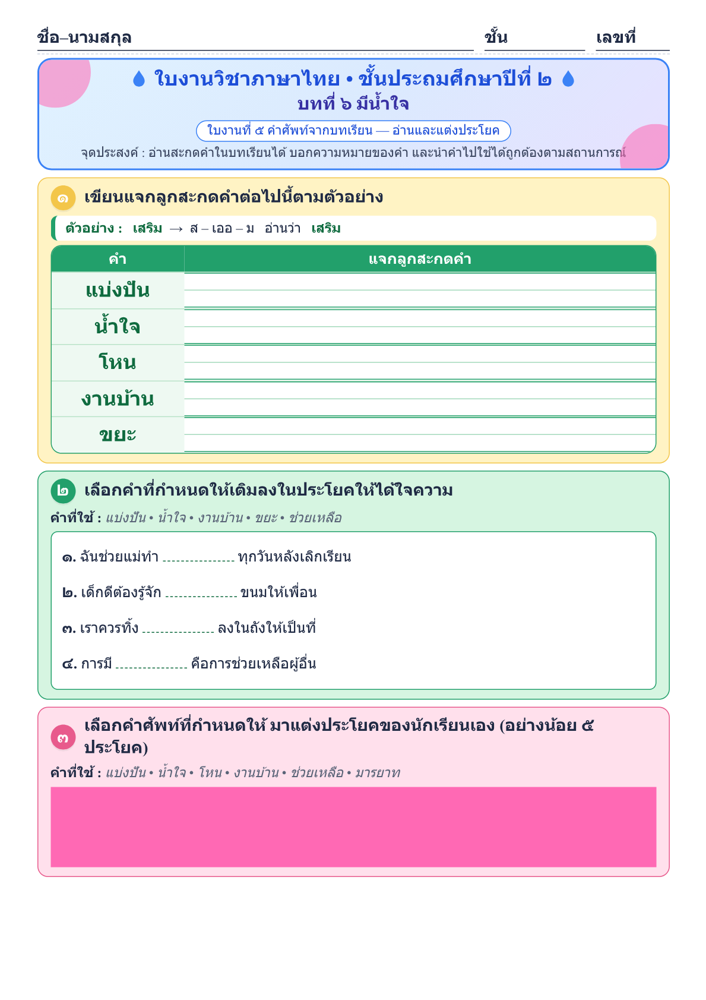 ชื่อ–นามสกุล ชั้น เลขที่
ใบงานวิชาภาษาไทย • ชั้นประถมศึกษาปีที่ ๒
บทที่ ๖ มีน้ำใจ
ใบงานที่ ๕ คำศัพท์จากบทเรียน — อ่านและแต่งประโยค
จุดประสงค์ : อ่านสะกดคำในบทเรียนได้ บอกความหมายของคำ และนำคำไปใช้ได้ถูกต้องตามสถานการณ์
๑ เขียนแจกลูกสะกดคำต่อไปนี้ตามตัวอย่าง
ตัวอย่าง : เสริม → ส – เออ – ม อ่านว่า เสริม
คำ แจกลูกสะกดคำ
แบ่งปัน
น้ำใจ
โหน
งานบ้าน
ขยะ
๒ เลือกคำที่กำหนดให้เติมลงในประโยคให้ได้ใจความ
คำที่ใช้ : แบ่งปัน • น้ำใจ • งานบ้าน • ขยะ • ช่วยเหลือ
๑. ฉันช่วยแม่ทำ ................ ทุกวันหลังเลิกเรียน
๒. เด็กดีต้องรู้จัก ................ ขนมให้เพื่อน
๓. เราควรทิ้ง ................ ลงในถังให้เป็นที่
๔. การมี ................ คือการช่วยเหลือผู้อื่น
๓ เลือกคำศัพท์ที่กำหนดให้ มาแต่งประโยคของนักเรียนเอง (อย่างน้อย ๕
ประโยค)
คำที่ใช้ : แบ่งปัน • น้ำใจ • โหน • งานบ้าน • ช่วยเหลือ • มารยาท